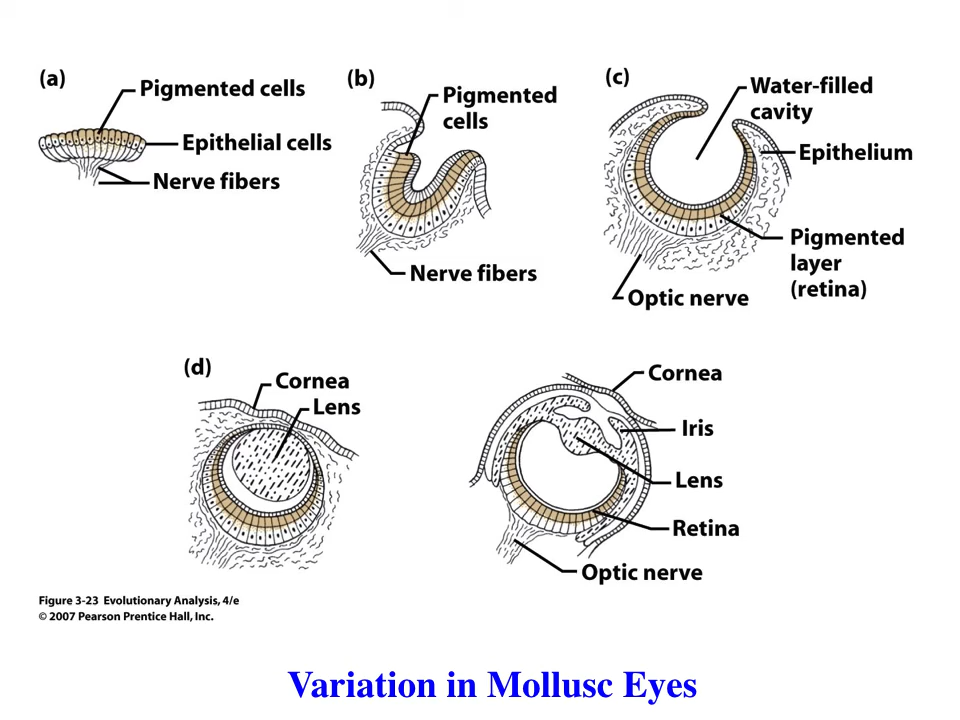 (a)
Pigmented cells
Epithelial cells
Nerve fibers
(b)
Pigmented
cells
Nerve fibers
(c)
Water-filled
cavity
Epithelium
Pigmented
layer
(retina)
Optic nerve
(d)
Cornea
Lens
Cornea
Iris
Lens
Retina
Optic nerve
Figure 3-23 Evolutionary Analysis, 4/e
© 2007 Pearson Prentice Hall, Inc.
Variation in Mollusc Eyes